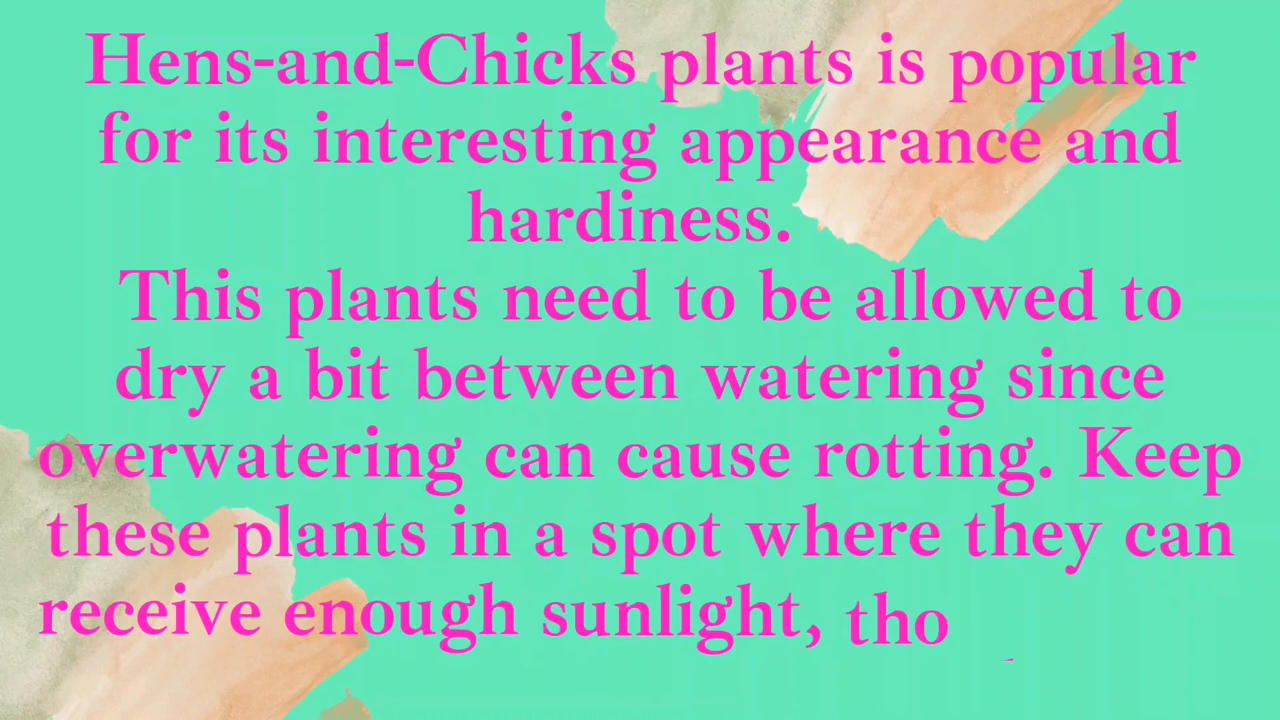 Hens-and-Chicks plants is popular
for its interesting appearance and
hardiness.
This plants need to be allowed to
dry a bit between watering since
overwatering can cause rotting. Keep
these plants in a spot where they can
receive enough sunlight, tho